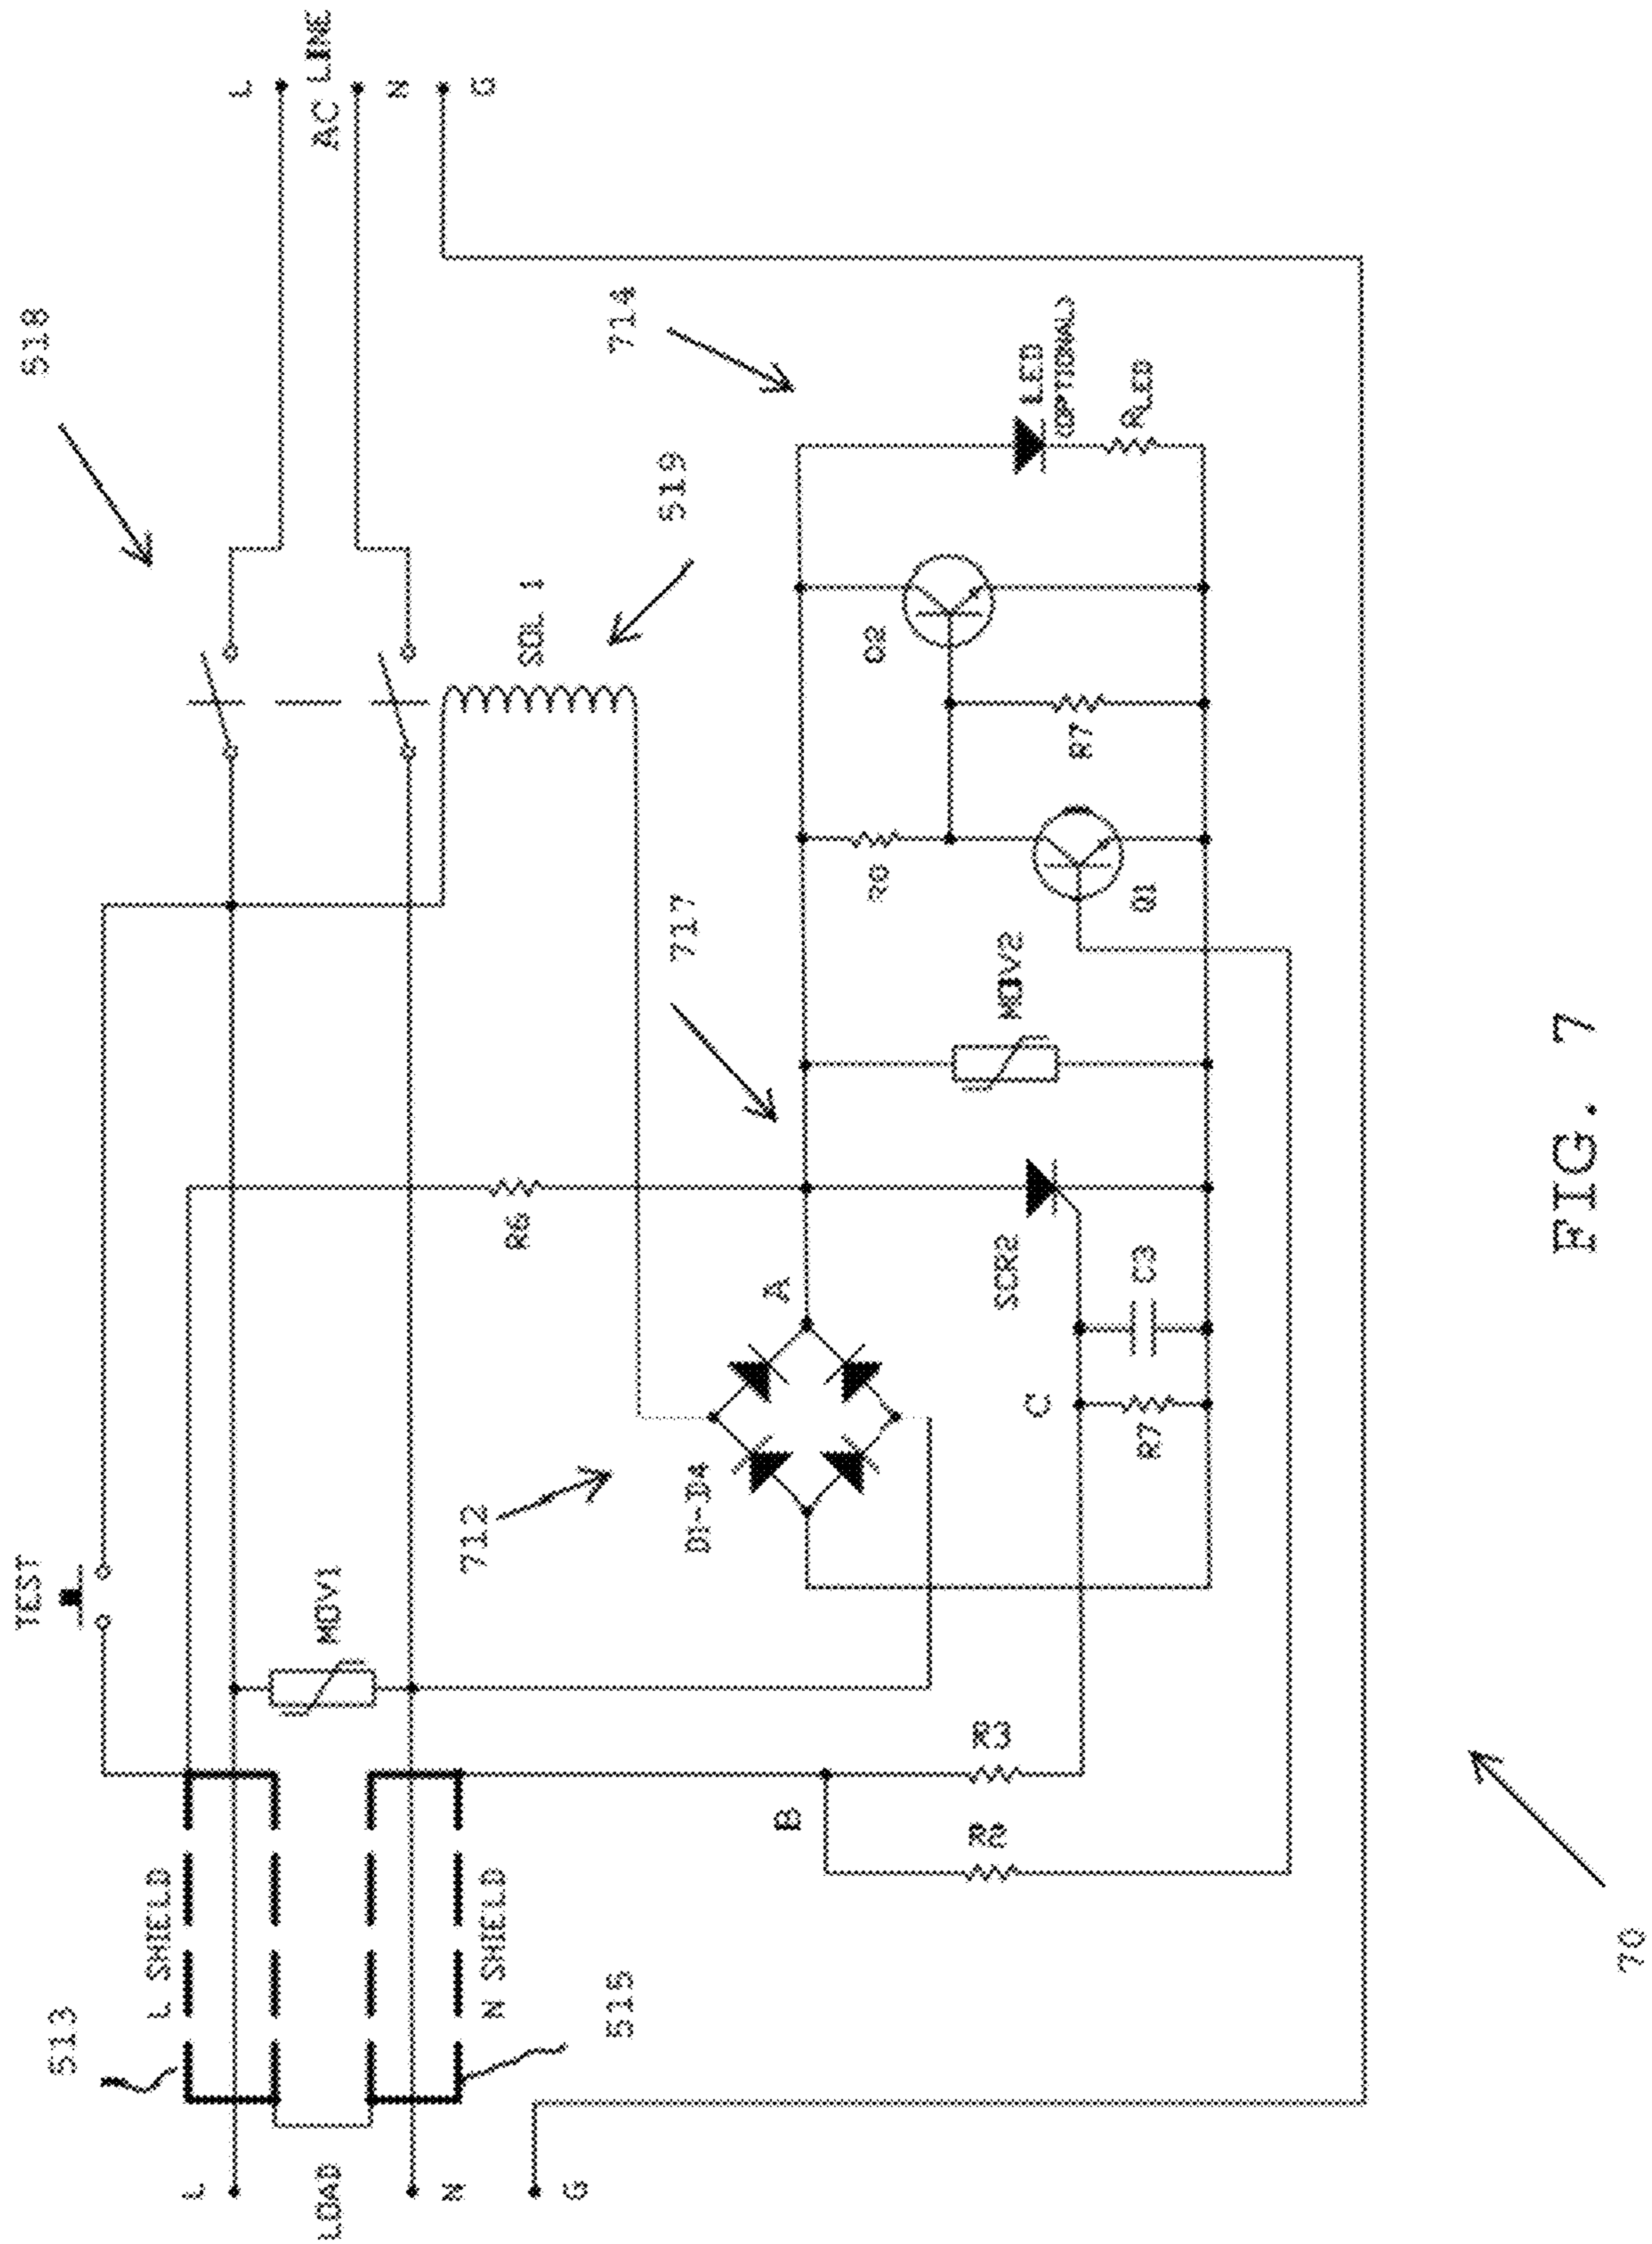 518
L
AC LINE
N
G
714
LED
(OPTIONAL)
RLED
519
SOL 1
Q2
R7
717
R9
Q1
MOV2
R6
SCR2
A
C3
C
R7
712
D1-D4
TEST
MOV1
R3
B
R2
L SHIELD
N SHIELD
513
515
L
LOAD
N
G
70
FIG. 7